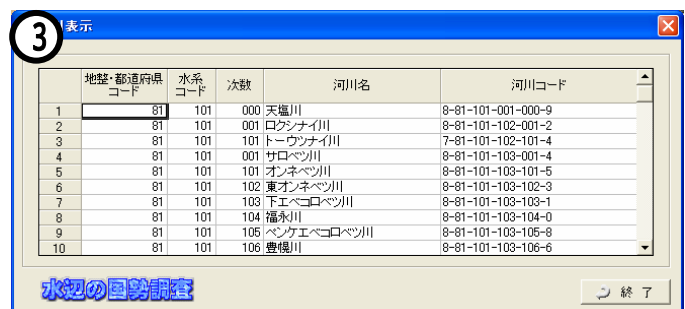 ③表示
地整・都道府県コード 水系コード 次数 河川名 河川コード
1 81 101 000 天塩川 8-81-101-001-000-9
2 81 101 001 ロクシナイ川 8-81-101-102-001-2
3 81 101 101 トーウツナイ川 7-81-101-102-101-4
4 81 101 001 サロベツ川 8-81-101-103-001-4
5 81 101 101 オンネベツ川 8-81-101-103-101-5
6 81 101 102 東オンネベツ川 8-81-101-103-102-3
7 81 101 103 下エベコロベツ川 8-81-101-103-103-1
8 81 101 104 福永川 8-81-101-103-104-0
9 81 101 105 ペンケエベコロベツ川 8-81-101-103-105-8
10 81 101 106 豊幌川 8-81-101-103-106-6
水辺の国勢調査
終了